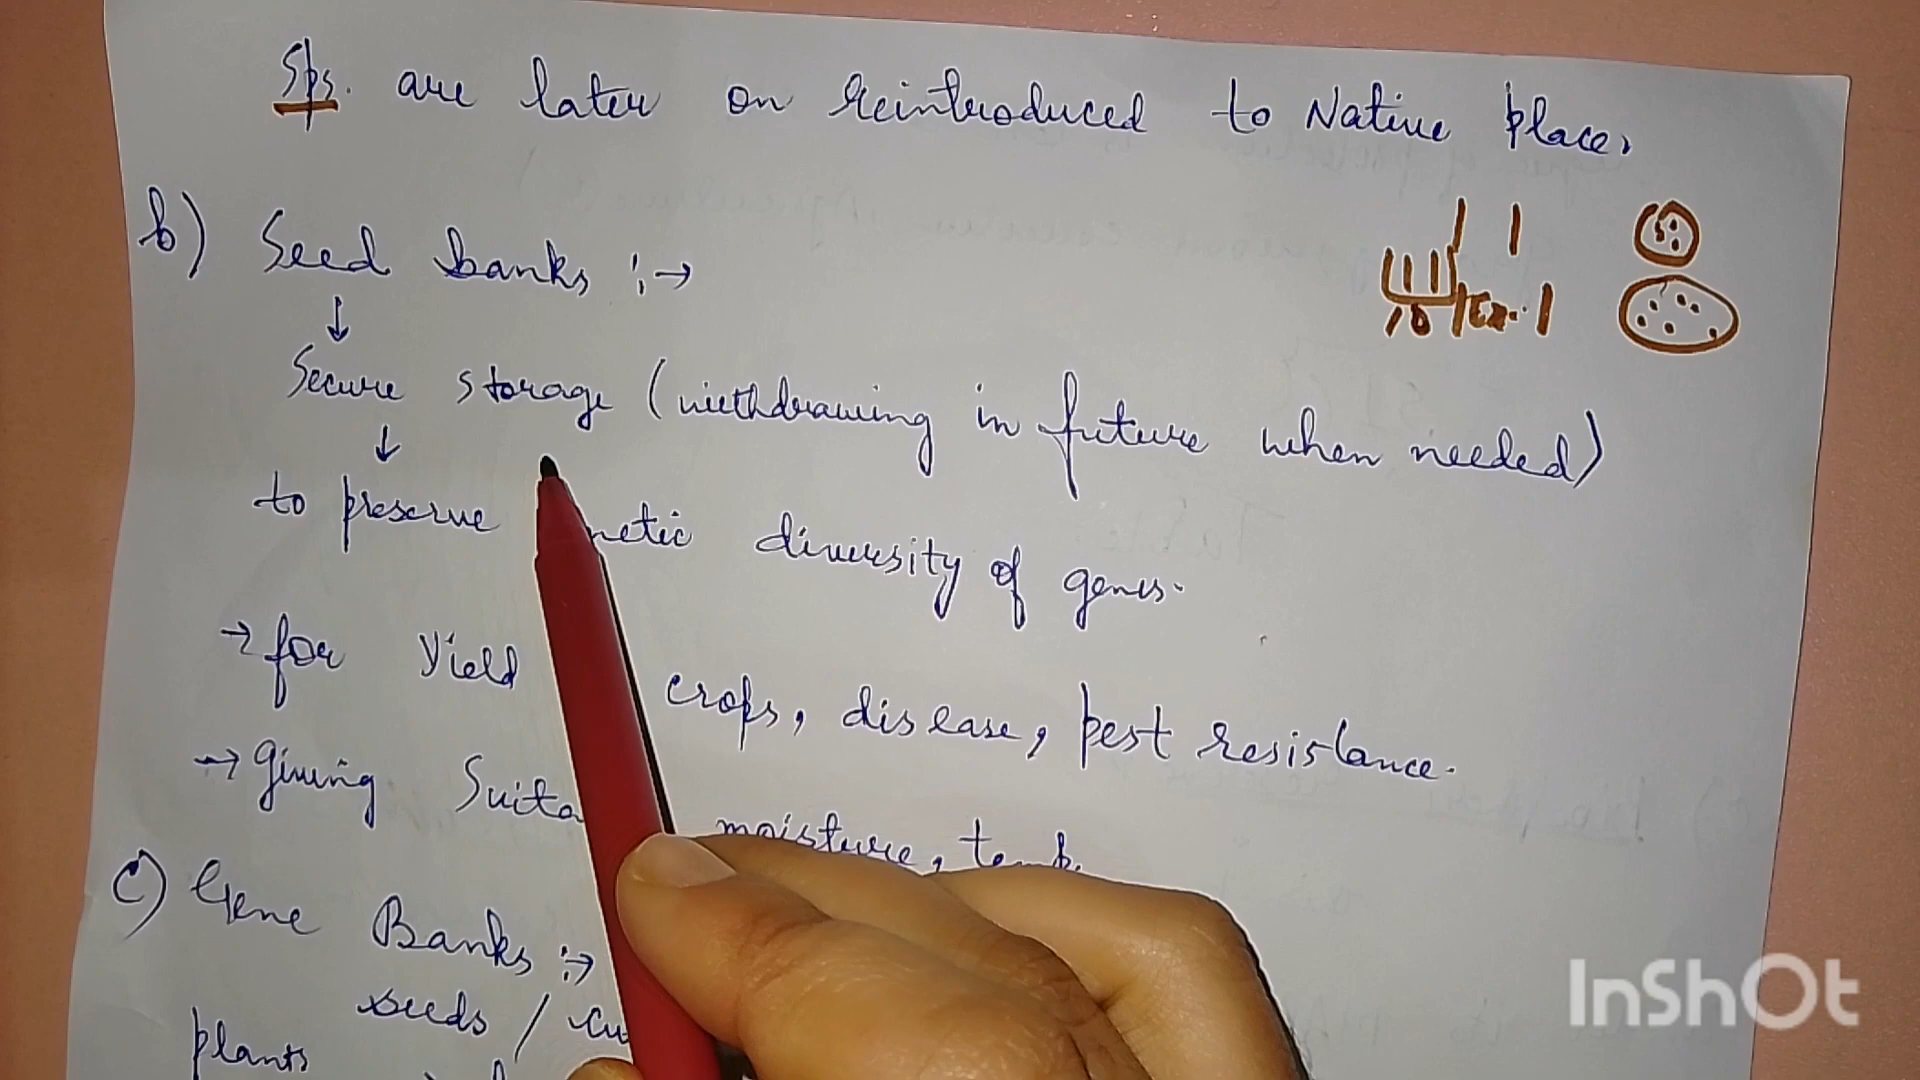 Sps. are later on reintroduced to Native place,
b) Seed banks :→
↓
Secure storage (withdrawing in future when needed)
↓
to preserve netic diversity of genes.
→ for Yield crops, disease, pest resistance.
→ giving Suita moisture, temp.
c) Gene Banks :→
seeds / cu
plants
InShOt